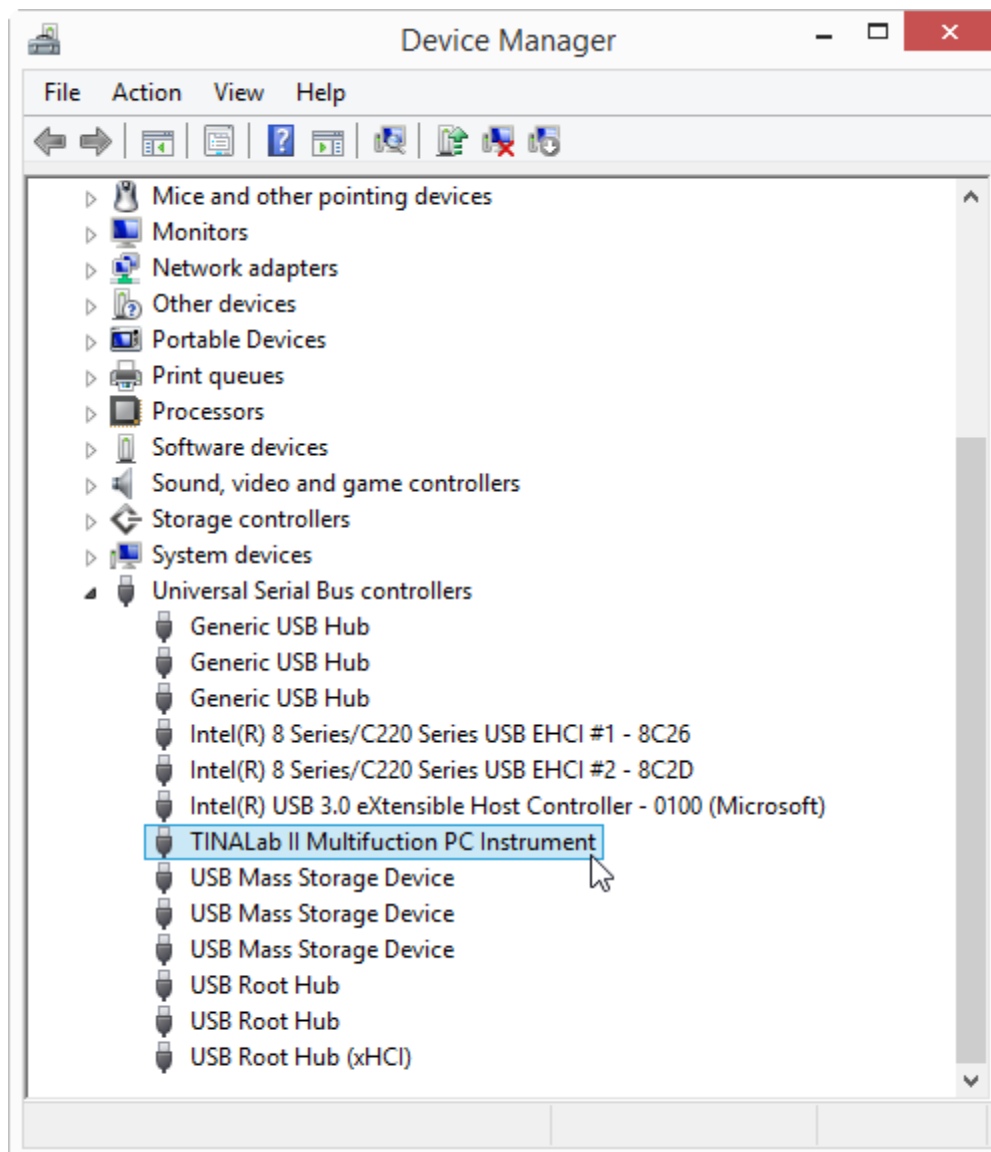 Device Manager
File Action View Help
Mice and other pointing devices
Monitors
Network adapters
Other devices
Portable Devices
Print queues
Processors
Software devices
Sound, video and game controllers
Storage controllers
System devices
Universal Serial Bus controllers
Generic USB Hub
Generic USB Hub
Generic USB Hub
Intel(R) 8 Series/C220 Series USB EHCI #1 - 8C26
Intel(R) 8 Series/C220 Series USB EHCI #2 - 8C2D
Intel(R) USB 3.0 eXtensible Host Controller - 0100 (Microsoft)
TINALab II Multifuction PC Instrument
USB Mass Storage Device
USB Mass Storage Device
USB Mass Storage Device
USB Root Hub
USB Root Hub
USB Root Hub (xHCI)